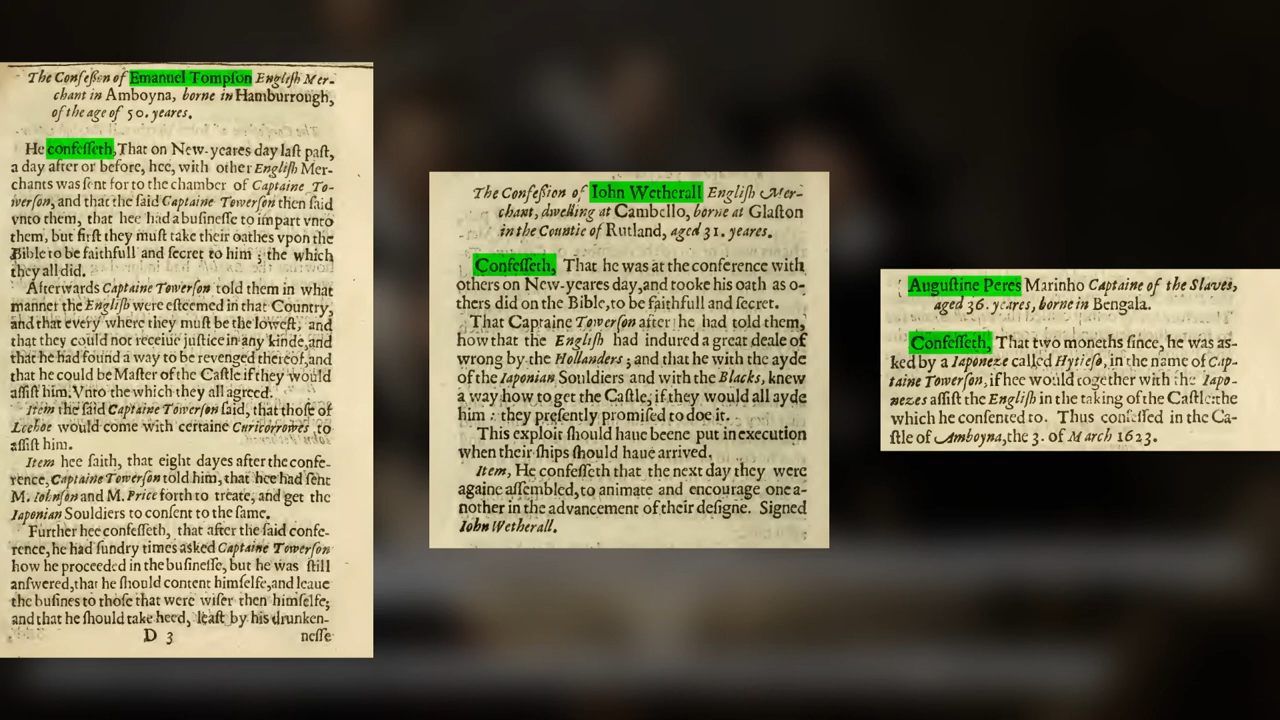 The Confeſsion of Emanuel Tompſon Engliſh Mer-
chant in Amboyna, borne in Hamburrough,
of the age of 50. yeares.
He confeſſeth, That on New-yeares day laſt paſt,
a day after or before, hee, with other Engliſh Mer-
chants was ſent for to the chamber of Captaine To-
werſon, and that the ſaid Captaine Towerſon then ſaid
vnto them, that hee had a buſineſſe to impart vnto
them, but firſt they muſt take their oathes vpon the
Bible to be faithfull and ſecret to him ; the which
they all did.
Afterwards Captaine Towerſon told them in what
manner the Engliſh were eſteemed in that Country,
and that euery where they muſt be the loweſt, and
that they could not receiue juſtice in any kinde, and
that he had found a way to be revenged thereof, and
that he could be Maſter of the Caſtle if they would
aſſiſt him. Vnto the which they all agreed.
Item the ſaid Captaine Towerſon ſaid, that thoſe of
Loehoe would come with certaine Curicorrowes, to
aſſiſt him.
Item hee ſaith, that eight dayes after the confe-
rence, Captaine Towerſon told him, that hee had ſent
M. Iohnſon and M. Price forth to treate, and get the
Iaponian Souldiers to conſent to the ſame.
Further hee confeſſeth, that after the ſaid confe-
rence, he had ſundry times asked Captaine Towerſon
how he proceeded in the buſineſſe, but he was ſtill
anſwered, that he ſhould content himſelfe, and leaue
the buſines to thoſe that were wiſer then himſelfe;
and that he ſhould take heed, leaſt by his drunken-
D 3 neſſe
The Confeſsion of Iohn Wetherall Engliſh Mer-
chant, dwelling at Cambello, borne at Glaſton
in the Countie of Rutland, aged 31. yeares.
Confeſſeth, That he was at the conference with
others on New-yeares day, and tooke his oath as o-
thers did on the Bible, to be faithfull and ſecret.
That Captaine Towerſon after he had told them,
how that the Engliſh had indured a great deale of
wrong by the Hollanders ; and that he with the ayde
of the Iaponian Souldiers and with the Blacks, knew
a way how to get the Caſtle, if they would all ayde
him : they preſently promiſed to doe it.
This exploit ſhould haue beene put in execution
when their ſhips ſhould haue arrived.
Item, He confeſſeth that the next day they were
againe aſſembled, to animate and encourage one a-
nother in the advancement of their deſigne. Signed
Iohn Wetherall.
Auguſtine Peres Marinho Captaine of the Slaves,
aged 36. yeares, borne in Bengala.
Confeſſeth, That two moneths ſince, he was as-
ked by a Iaponeze called Hytieſo, in the name of Cap-
taine Towerſon, if hee would together with the Iapo-
nezes aſſiſt the Engliſh in the taking of the Caſtle: the
which he conſented to. Thus confeſſed in the Ca-
ſtle of Amboyna, the 3. of March 1623.